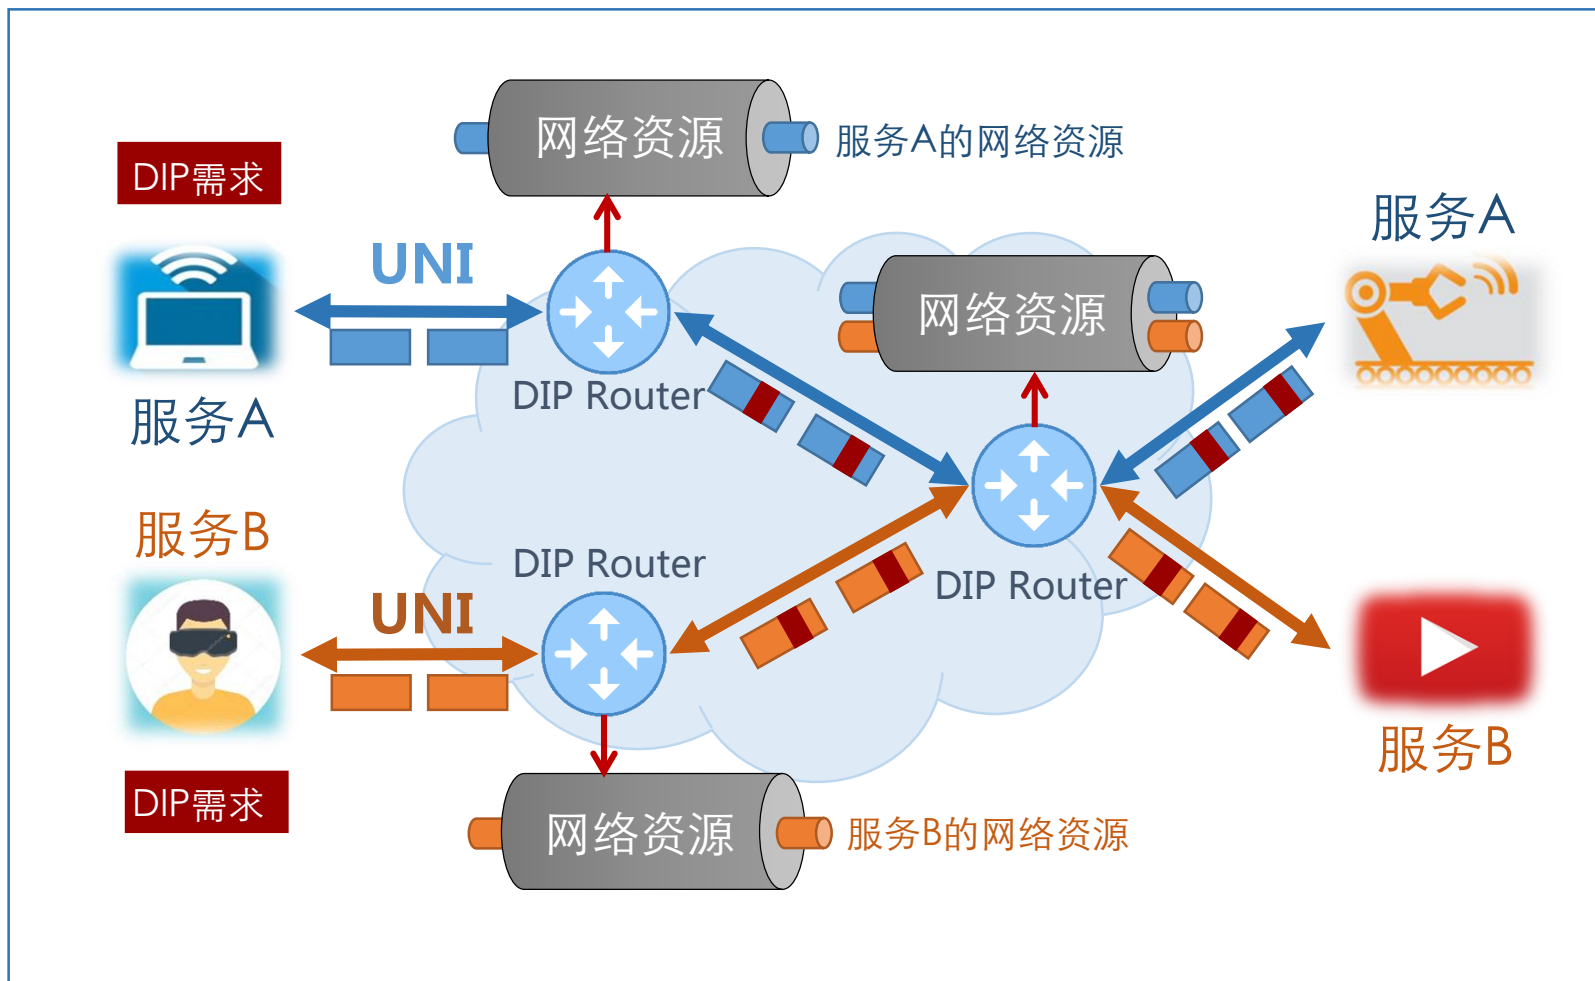 网络资源
服务A的网络资源
DIP需求
服务A
UNI
网络资源
DIP Router
服务A
服务B
DIP Router
DIP Router
UNI
服务B
DIP需求
网络资源
服务B的网络资源